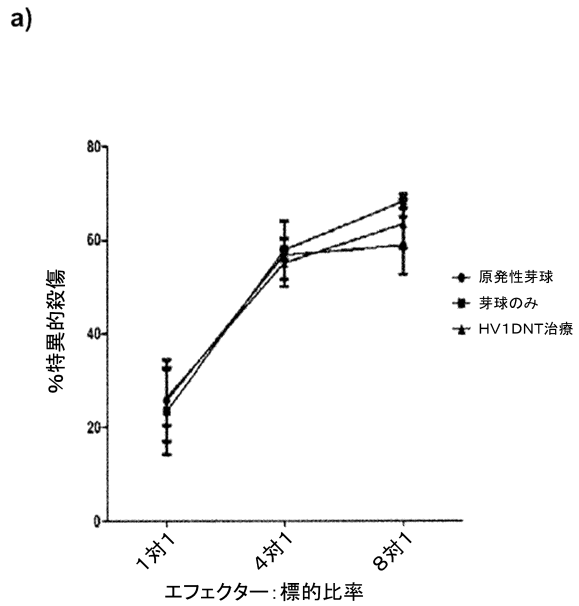 a)
80
60
40
20
0
%特異的殺傷
1対1
4対1
8対1
エフェクター:標的比率
原発性芽球
芽球のみ
HV1DNT治療